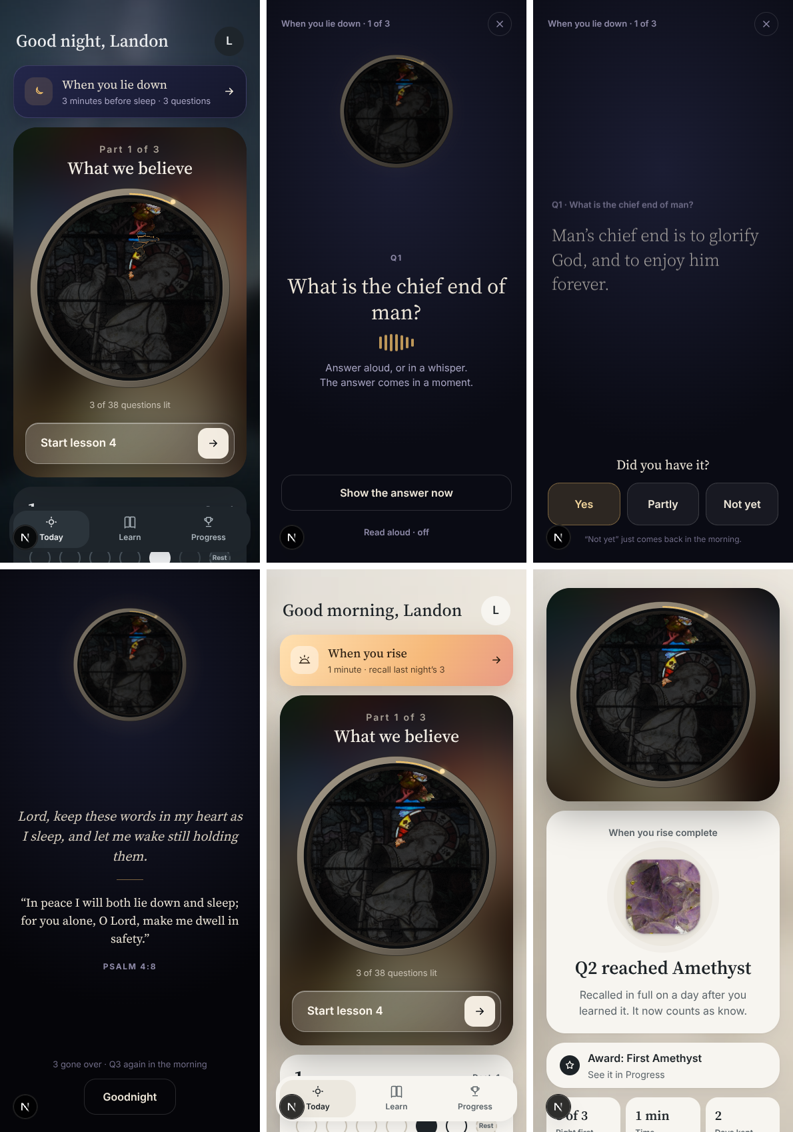 Good night, Landon
L
When you lie down
3 minutes before sleep · 3 questions
Part 1 of 3
What we believe
3 of 38 questions lit
Start lesson 4
Today
Learn
Progress
Rest
N
When you lie down · 1 of 3
Q1
What is the chief end of
man?
Answer aloud, or in a whisper.
The answer comes in a moment.
Show the answer now
Read aloud · off
N
When you lie down · 1 of 3
Q1 · What is the chief end of man?
Man’s chief end is to glorify
God, and to enjoy him
forever.
Did you have it?
Yes
Partly
Not yet
“Not yet” just comes back in the morning.
N
Lord, keep these words in my heart as
I sleep, and let me wake still holding
them.
“In peace I will both lie down and sleep;
for you alone, O Lord, make me dwell in
safety.”
PSALM 4:8
3 gone over · Q3 again in the morning
Goodnight
N
Good morning, Landon
L
When you rise
1 minute · recall last night’s 3
Part 1 of 3
What we believe
3 of 38 questions lit
Start lesson 4
Today
Learn
Progress
Rest
N
When you rise complete
Q2 reached Amethyst
Recalled in full on a day after you
learned it. It now counts as know.
Award: First Amethyst
See it in Progress
of 3
1 min
2
N